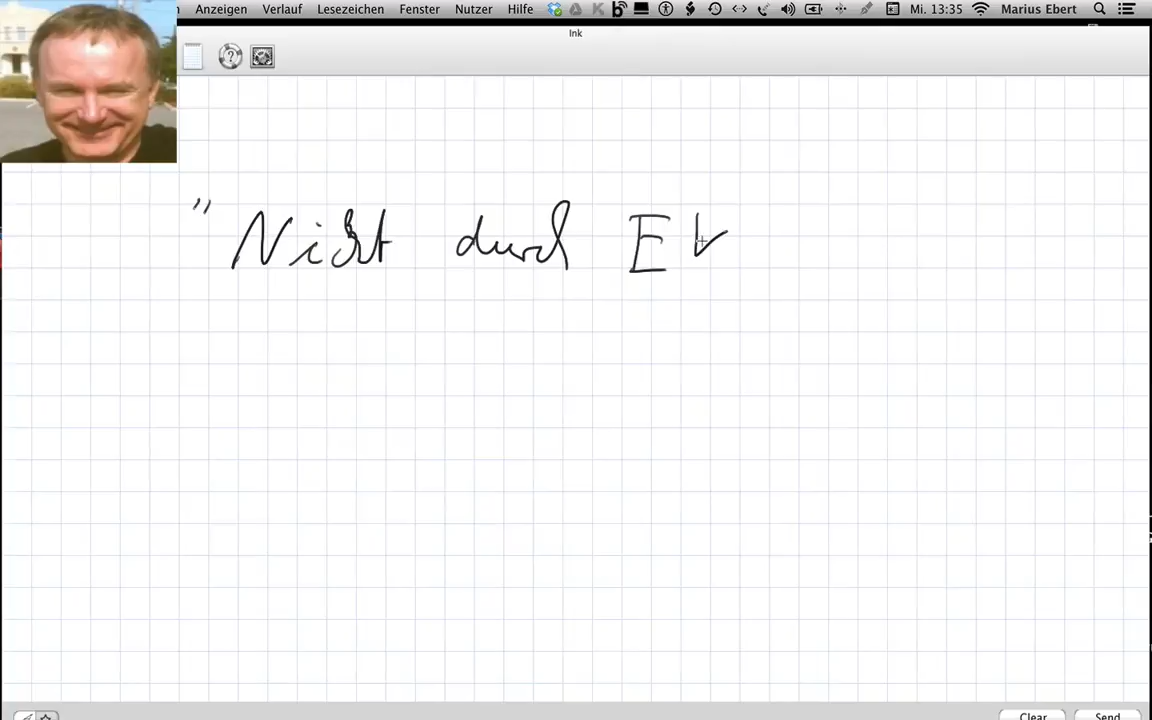 Anzeigen Verlauf Lesezeichen Fenster Nutzer Hilfe Mi. 13:35 Marius Ebert
Ink
" Nicht durch E
Clear Send